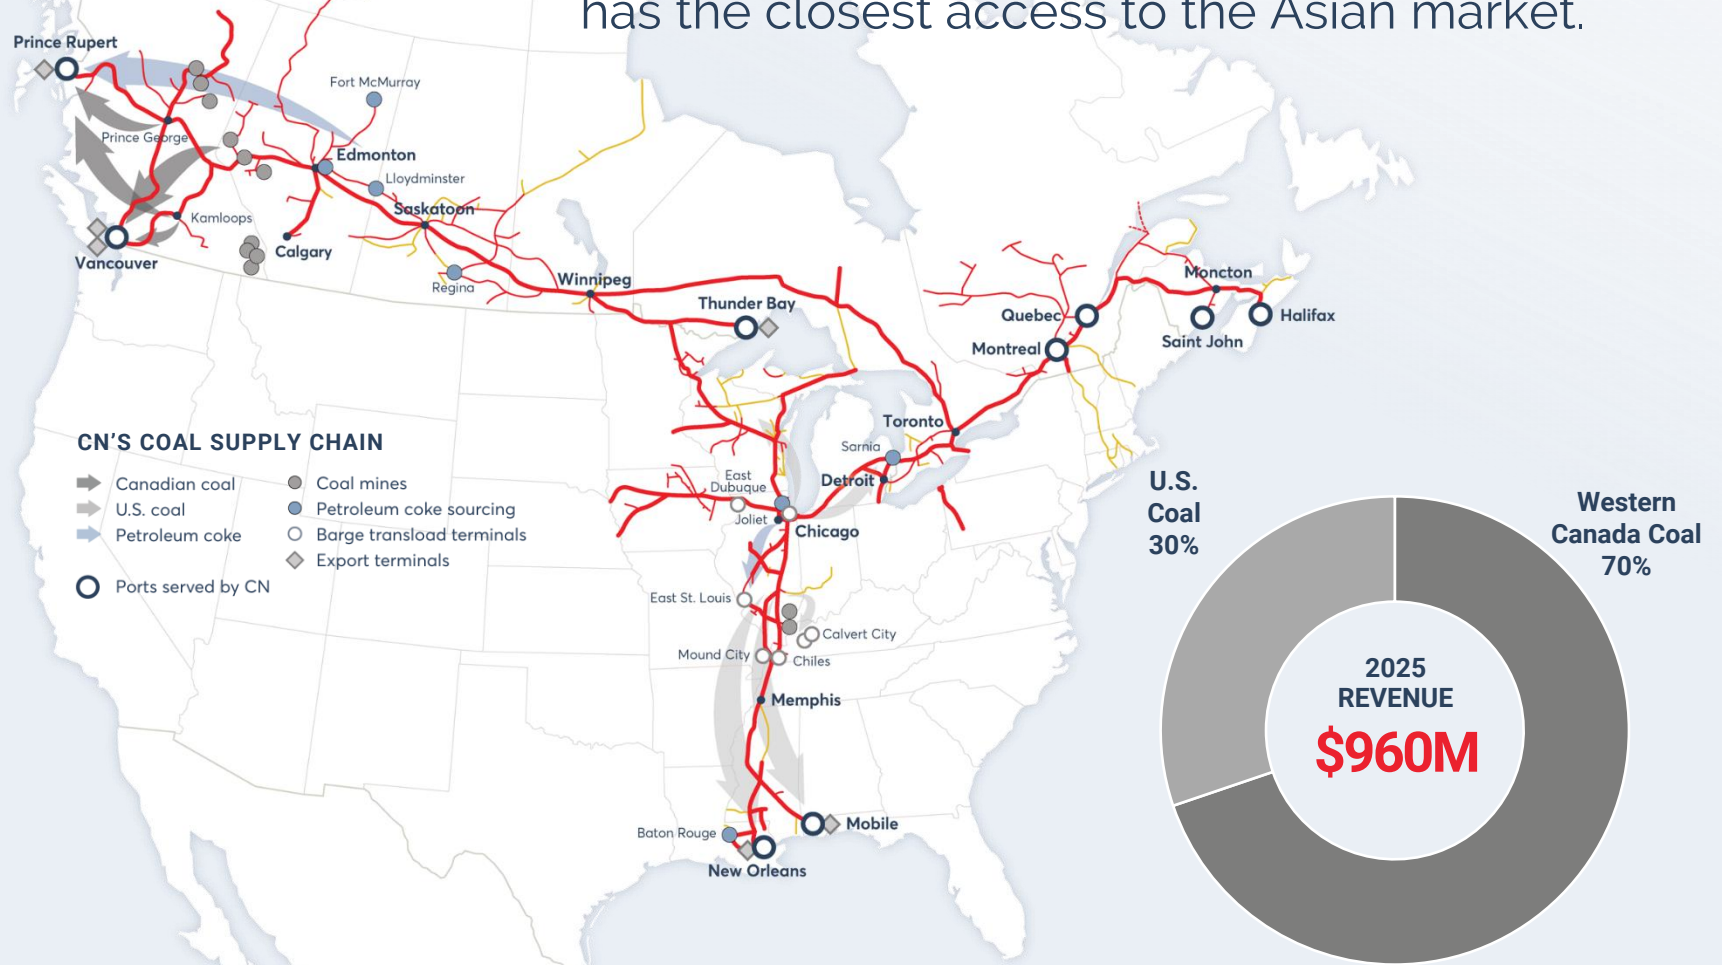 has the closest access to the Asian market.
Prince Rupert
Fort McMurray
Prince George
Edmonton
Lloydminster
Saskatoon
Kamloops
Vancouver
Calgary
Regina
Winnipeg
Thunder Bay
Moncton
Quebec
Halifax
Saint John
Montreal
Toronto
Sarnia
Detroit
East
Dubuque
Joliet
Chicago
East St. Louis
Calvert City
Mound City
Chiles
Memphis
Baton Rouge
Mobile
New Orleans
CN'S COAL SUPPLY CHAIN
Canadian coal
U.S. coal
Petroleum coke
Ports served by CN
Coal mines
Petroleum coke sourcing
Barge transload terminals
Export terminals
U.S.
Coal
30%
Western
Canada Coal
70%
2025
REVENUE
$960M